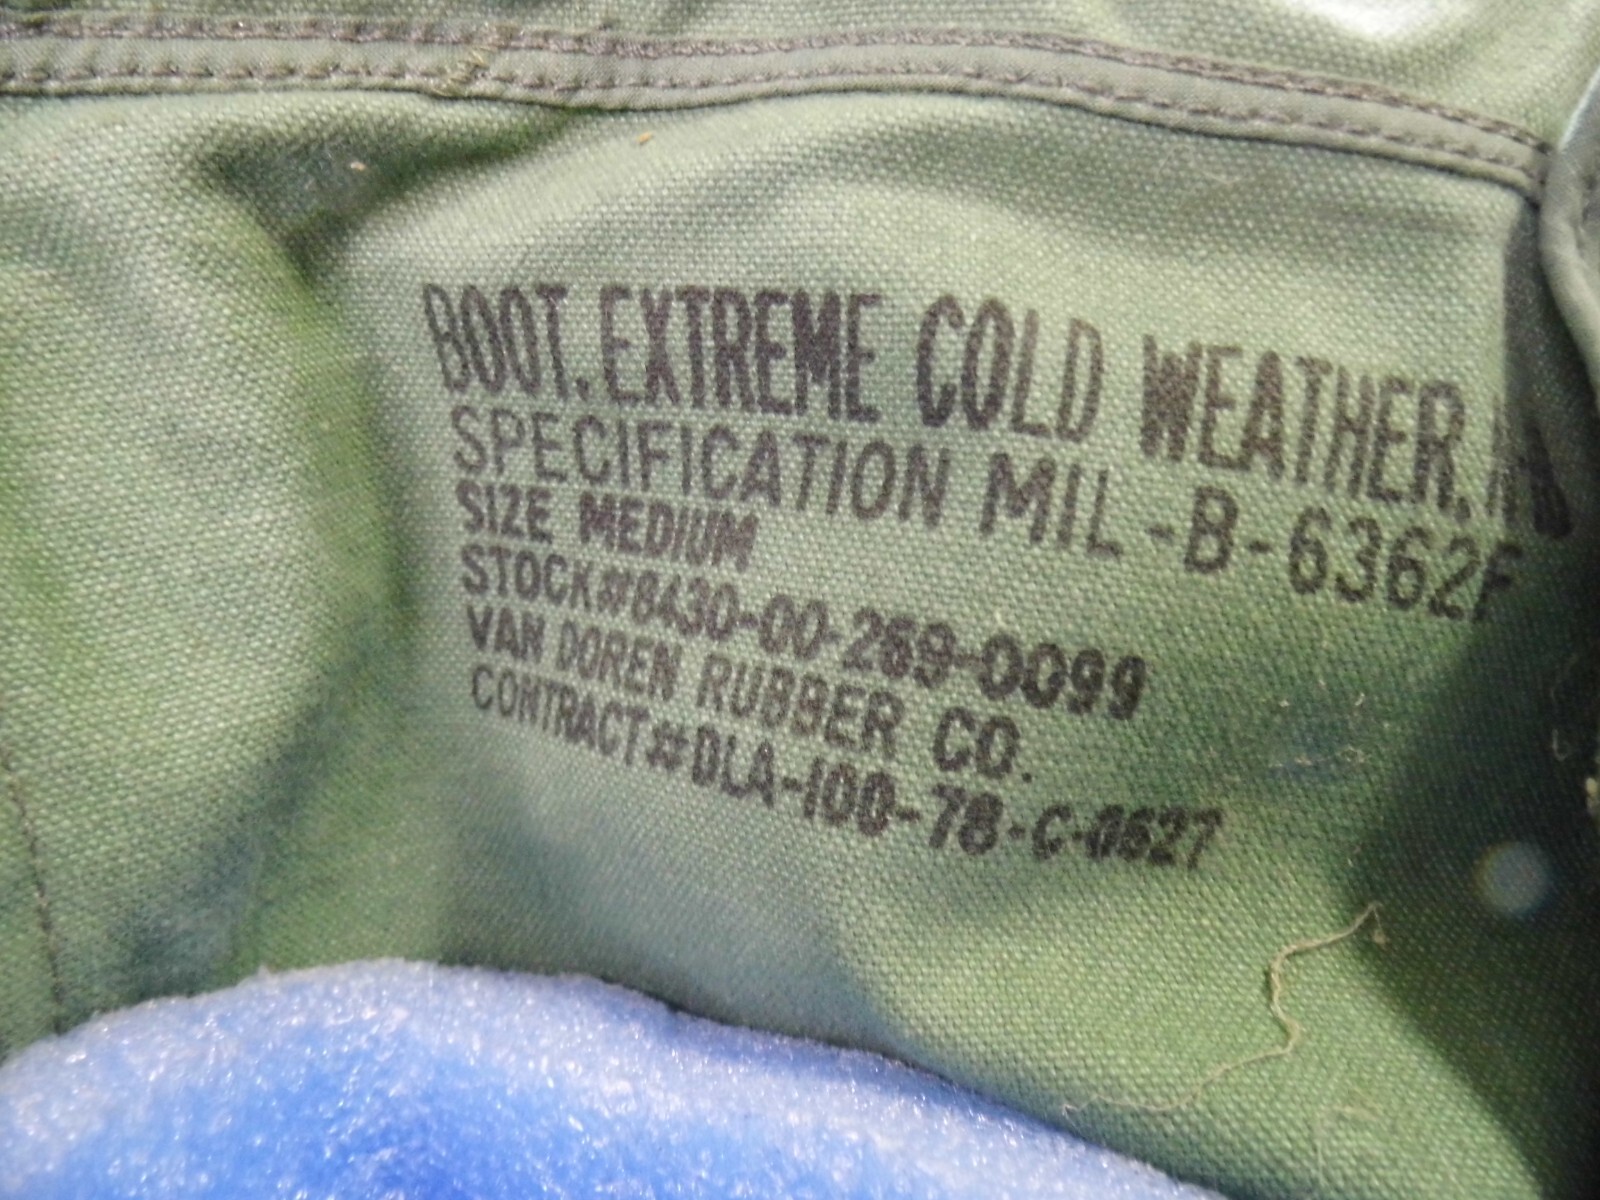 BOOT, EXTREME COLD WEATHER,
SPECIFICATION MIL-B-6362F
SIZE MEDIUM
STOCK#8430-00-269-0099
VAN DOREN RUBBER CO.
CONTRACT#DLA-100-78-C-0627